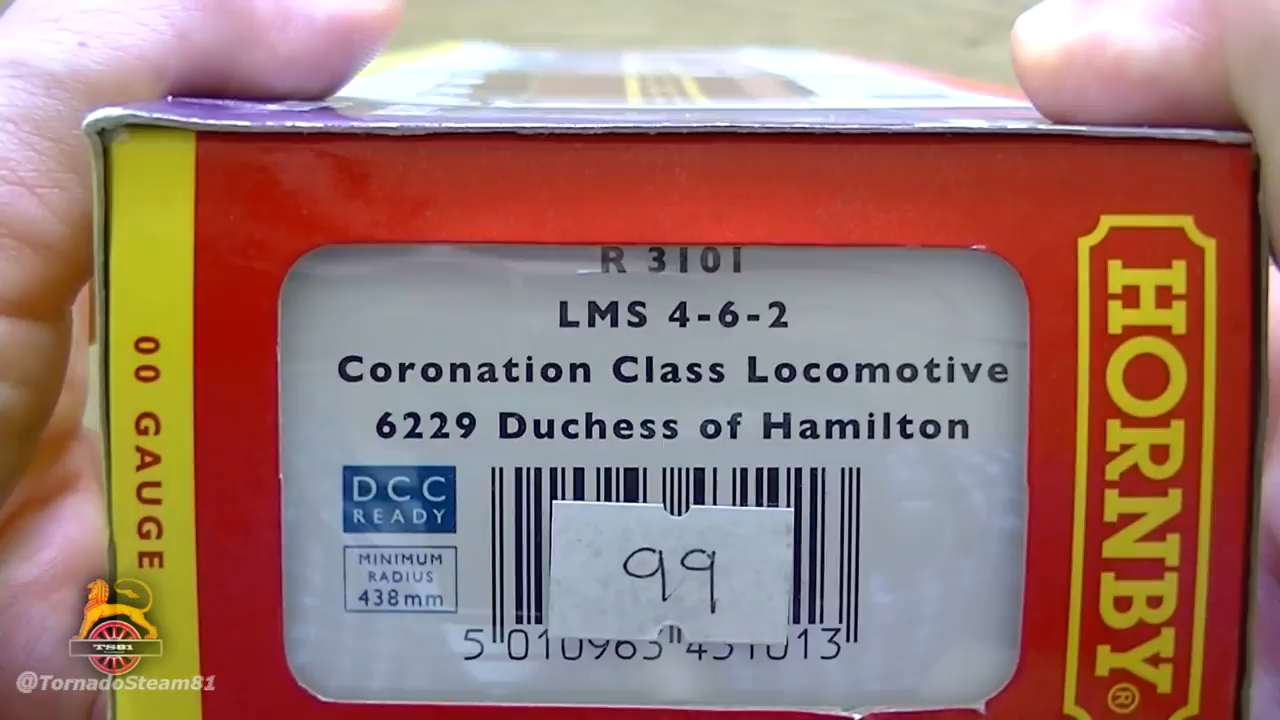 00 GAUGE
R 3101
LMS 4-6-2
Coronation Class Locomotive
6229 Duchess of Hamilton
DCC
READY
MINIMUM
RADIUS
438mm
99
HORNBY®
TS81
@TornadoSteam81